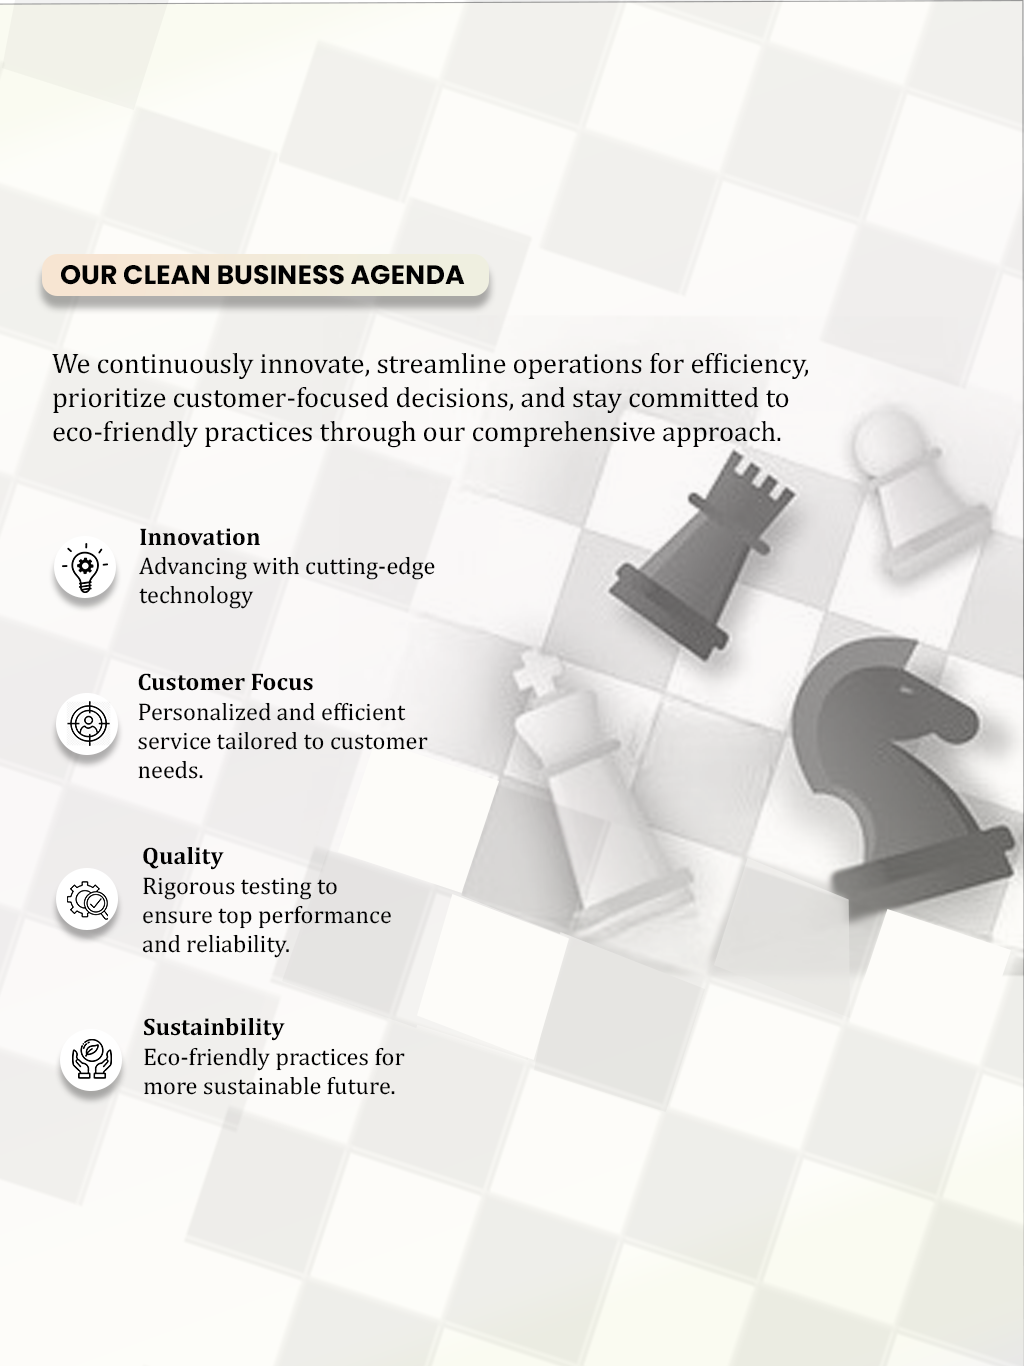 OUR CLEAN BUSINESS AGENDA
We continuously innovate, streamline operations for efficiency,
prioritize customer-focused decisions, and stay committed to
eco-friendly practices through our comprehensive approach.
Innovation
Advancing with cutting-edge
technology
Customer Focus
Personalized and efficient
service tailored to customer
needs.
Quality
Rigorous testing to
ensure top performance
and reliability.
Sustainbility
Eco-friendly practices for
more sustainable future.